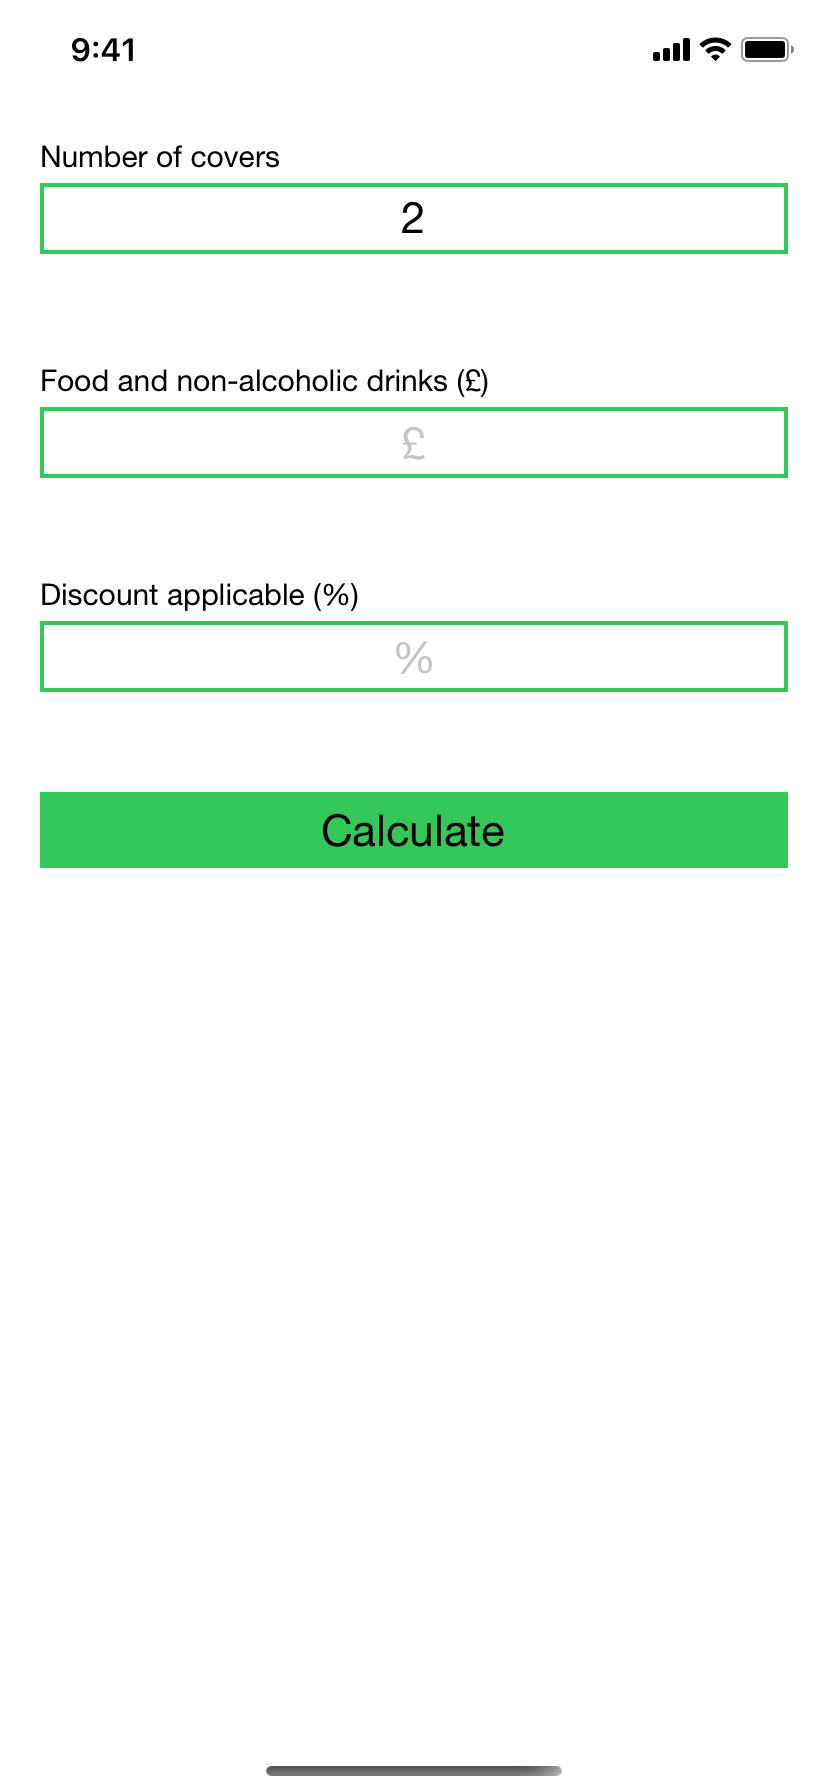 9:41
Number of covers
2
Food and non-alcoholic drinks (£)
£
Discount applicable (%)
%
Calculate